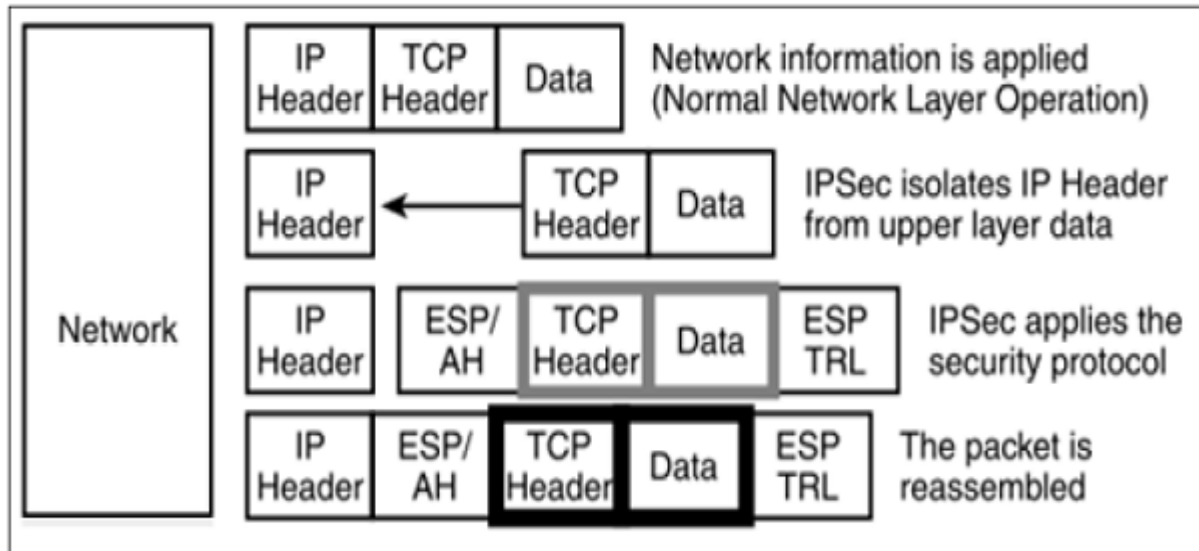 Network
IP Header
TCP Header
Data
Network information is applied
(Normal Network Layer Operation)
IP Header
TCP Header
Data
IPSec isolates IP Header
from upper layer data
IP Header
ESP/ AH
TCP Header
Data
ESP TRL
IPSec applies the
security protocol
IP Header
ESP/ AH
TCP Header
Data
ESP TRL
The packet is
reassembled